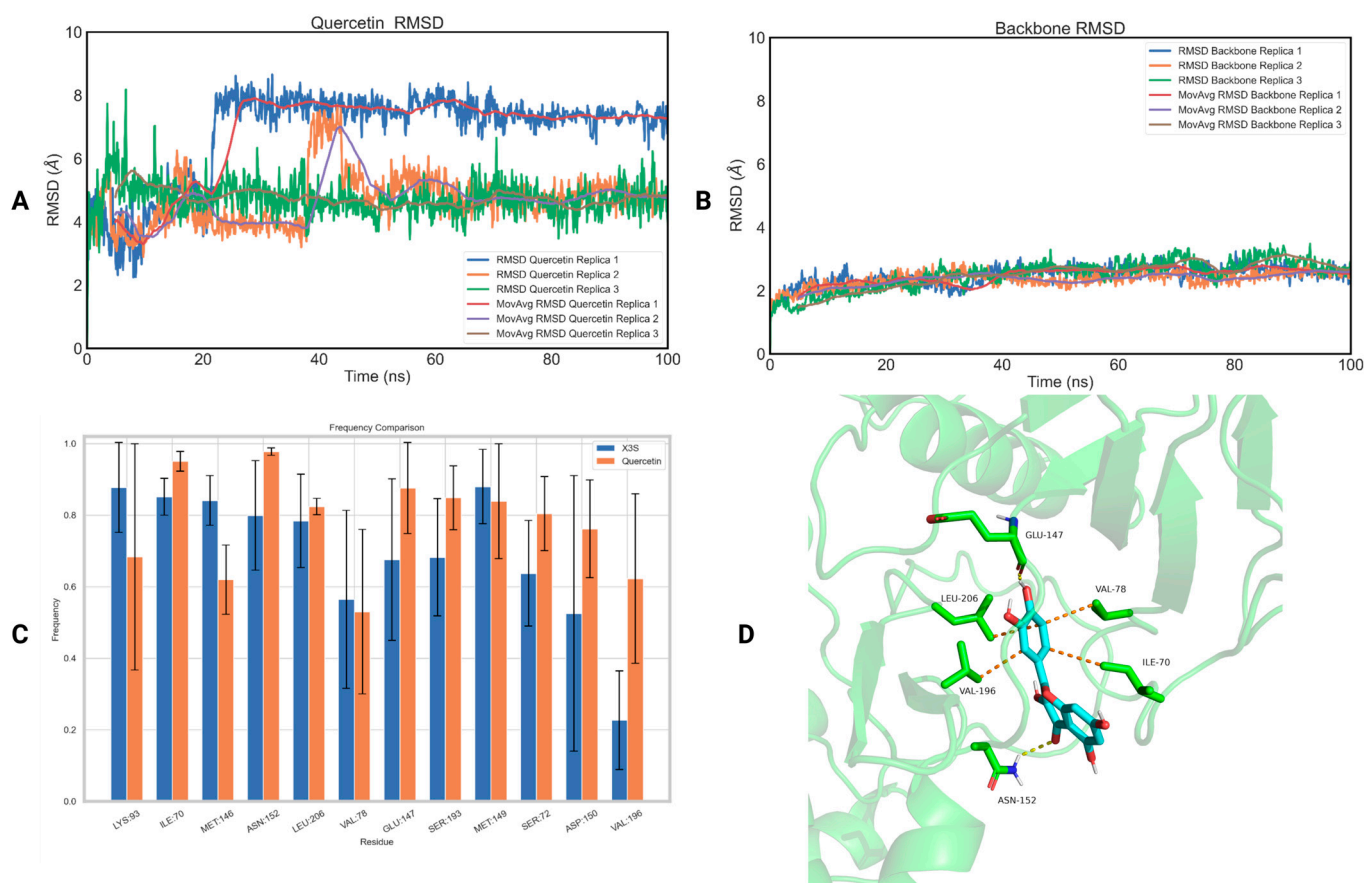 Quercetin RMSD
A
RMSD (Å)
10
8
6
4
2
0
RMSD Quercetin Replica 1
RMSD Quercetin Replica 2
RMSD Quercetin Replica 3
MovAvg RMSD Quercetin Replica 1
MovAvg RMSD Quercetin Replica 2
MovAvg RMSD Quercetin Replica 3
0 20 40 60 80 100
Time (ns)
Backbone RMSD
B
RMSD (Å)
10
8
6
4
2
0
RMSD Backbone Replica 1
RMSD Backbone Replica 2
RMSD Backbone Replica 3
MovAvg RMSD Backbone Replica 1
MovAvg RMSD Backbone Replica 2
MovAvg RMSD Backbone Replica 3
0 20 40 60 80 100
Time (ns)
C
Frequency Comparison
Frequency
1.0
0.8
0.6
0.4
0.2
0.0
X3S
Quercetin
LYS:93 ILE:70 MET:146 ASN:152 LEU:206 VAL:78 GLU:147 SER:193 MET:149 SER:72 ASP:150 VAL:196
Residue
D
GLU-147
LEU-206
VAL-78
VAL-196
ILE-70
ASN-152